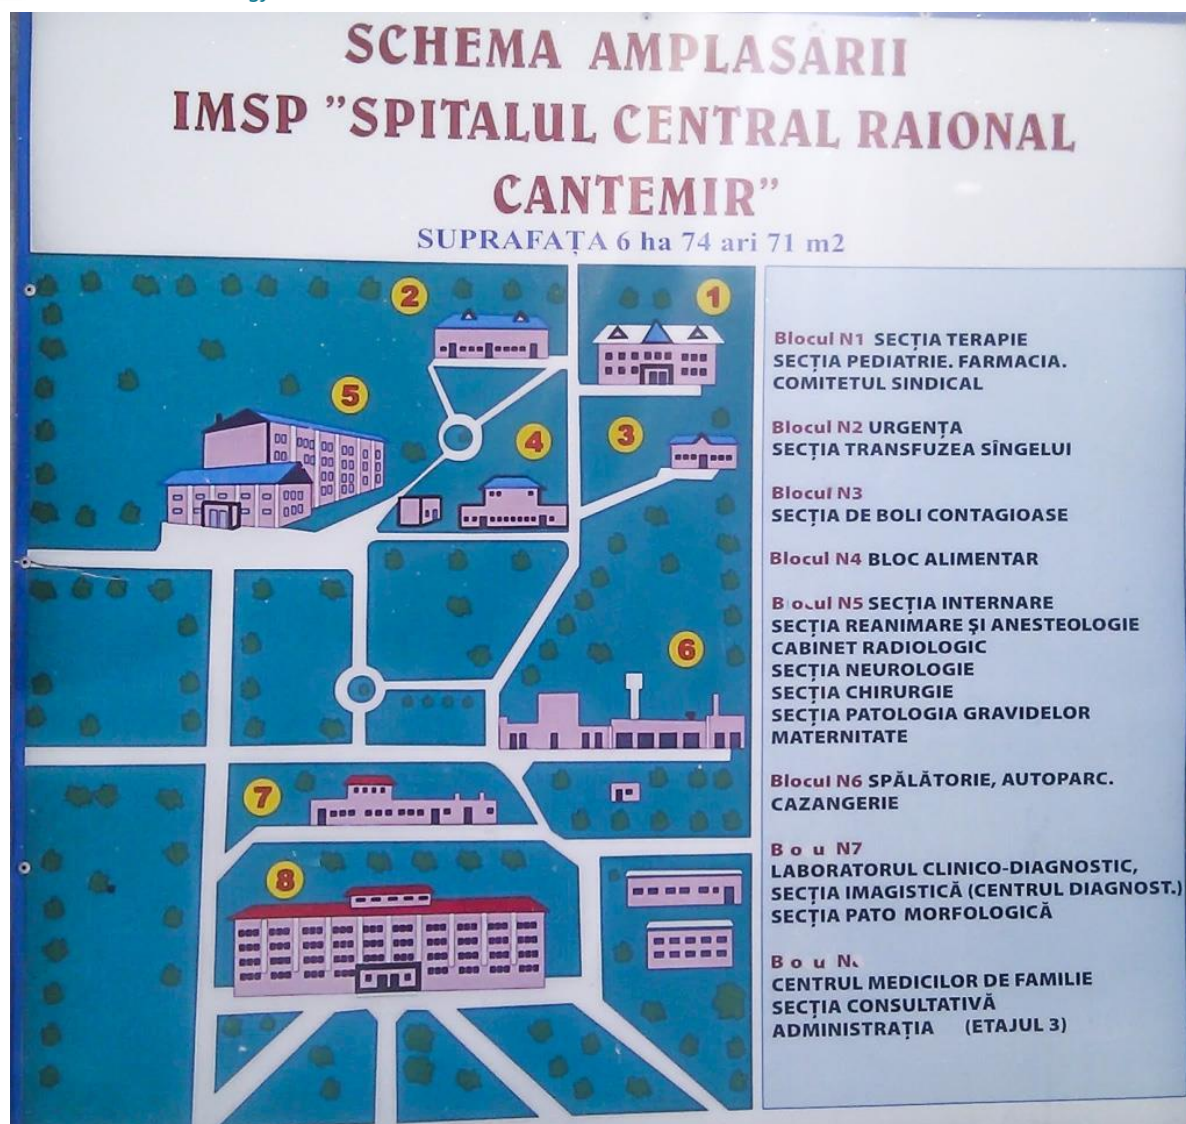 SCHEMA AMPLASĂRII
IMSP "SPITALUL CENTRAL RAIONAL
CANTEMIR"
SUPRAFAȚA 6 ha 74 ari 71 m2
1
2
3
4
5
6
7
8
Blocul N1 SECȚIA TERAPIE
SECȚIA PEDIATRIE. FARMACIA.
COMITETUL SINDICAL
Blocul N2 URGENȚA
SECȚIA TRANSFUZEA SÎNGELUI
Blocul N3
SECȚIA DE BOLI CONTAGIOASE
Blocul N4 BLOC ALIMENTAR
Blocul N5 SECȚIA INTERNARE
SECȚIA REANIMARE ȘI ANESTEOLOGIE
CABINET RADIOLOGIC
SECȚIA NEUROLOGIE
SECȚIA CHIRURGIE
SECȚIA PATOLOGIA GRAVIDELOR
MATERNITATE
Blocul N6 SPĂLĂTORIE, AUTOPARC.
CAZANGERIE
B o u N7
LABORATORUL CLINICO-DIAGNOSTIC,
SECȚIA IMAGISTICĂ (CENTRUL DIAGNOST.)
SECȚIA PATO MORFOLOGICĂ
B o u N
CENTRUL MEDICILOR DE FAMILIE
SECȚIA CONSULTATIVĂ
ADMINISTRAȚIA (ETAJUL 3)